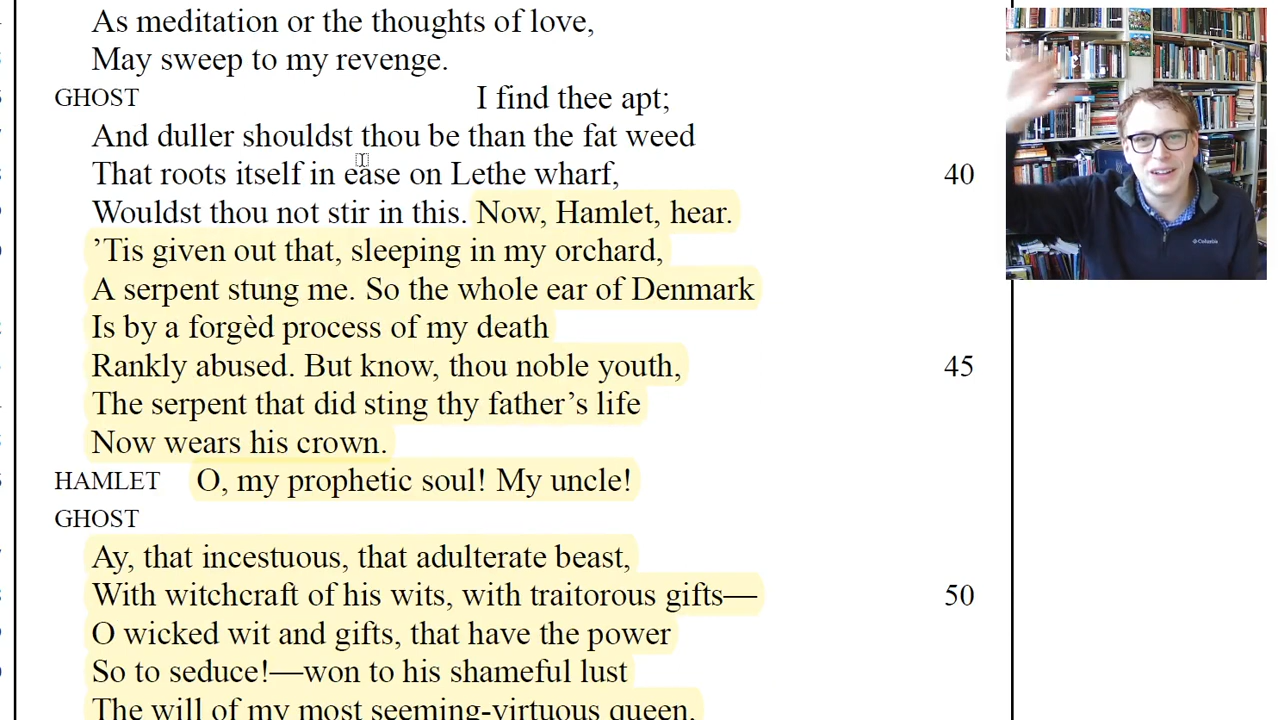 As meditation or the thoughts of love,
May sweep to my revenge.
GHOST I find thee apt;
And duller shouldst thou be than the fat weed
That roots itself in ease on Lethe wharf, 40
Wouldst thou not stir in this. Now, Hamlet, hear.
’Tis given out that, sleeping in my orchard,
A serpent stung me. So the whole ear of Denmark
Is by a forgèd process of my death
Rankly abused. But know, thou noble youth, 45
The serpent that did sting thy father’s life
Now wears his crown.
HAMLET O, my prophetic soul! My uncle!
GHOST
Ay, that incestuous, that adulterate beast,
With witchcraft of his wits, with traitorous gifts— 50
O wicked wit and gifts, that have the power
So to seduce!—won to his shameful lust
The will of my most seeming-virtuous queen,
Columbia